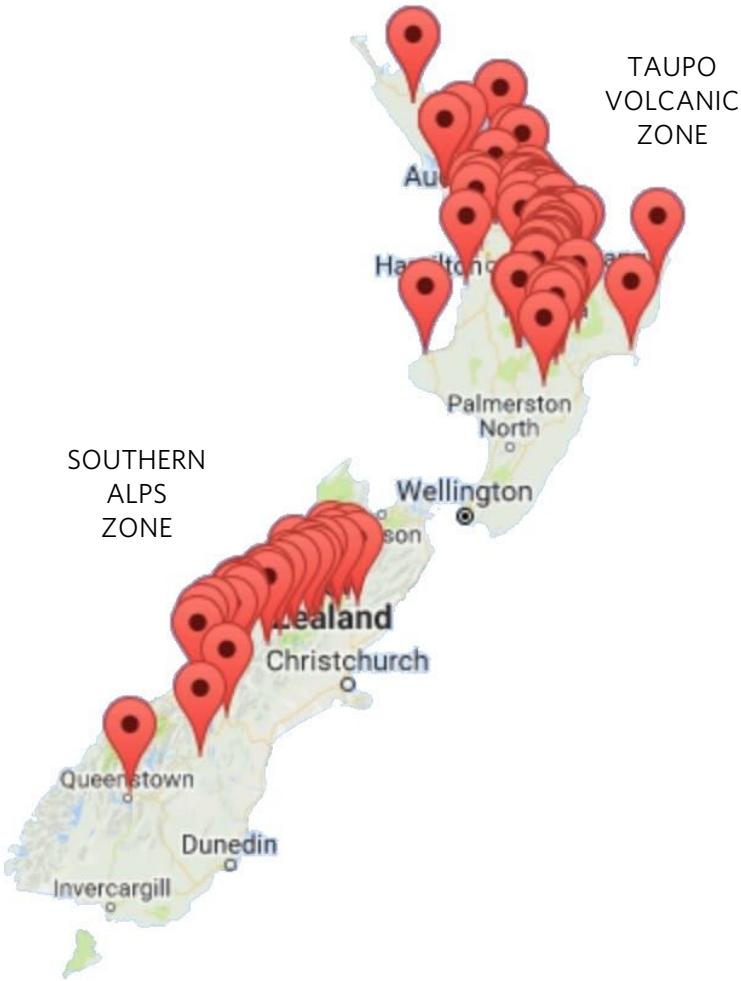 TAUPO
VOLCANIC
ZONE
Palmerston
North
SOUTHERN
ALPS
ZONE
Wellington
Christchurch
Queenstown
Dunedin
Invercargill